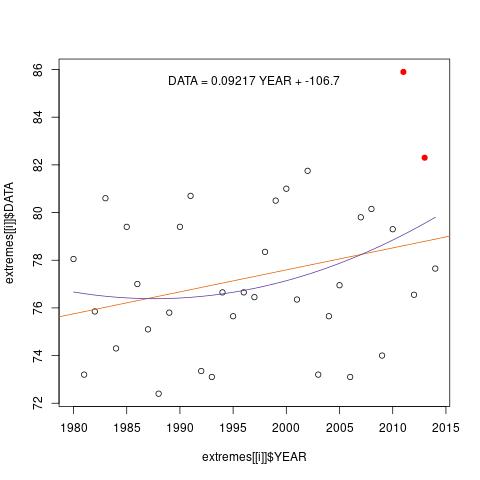 DATA = 0.09217 YEAR + -106.7
extremes[[i]]$DATA
86
84
82
80
78
76
74
72
1980 1985 1990 1995 2000 2005 2010 2015
extremes[[i]]$YEAR